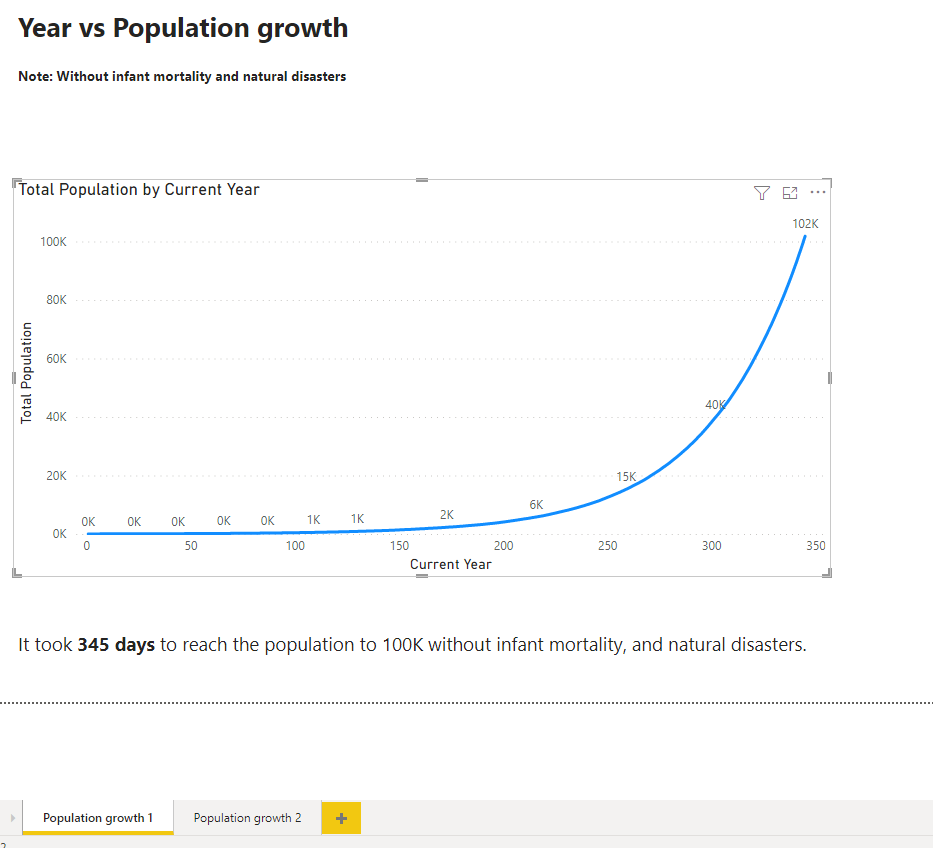 Year vs Population growth
Note: Without infant mortality and natural disasters
Total Population by Current Year
102K
100K
80K
60K
40K
40K
20K
15K
6K
2K
0K 0K 0K 0K 0K 1K 1K
0K
0 50 100 150 200 250 300 350
Total Population
Current Year
It took 345 days to reach the population to 100K without infant mortality, and natural disasters.
Population growth 1 Population growth 2 +
2